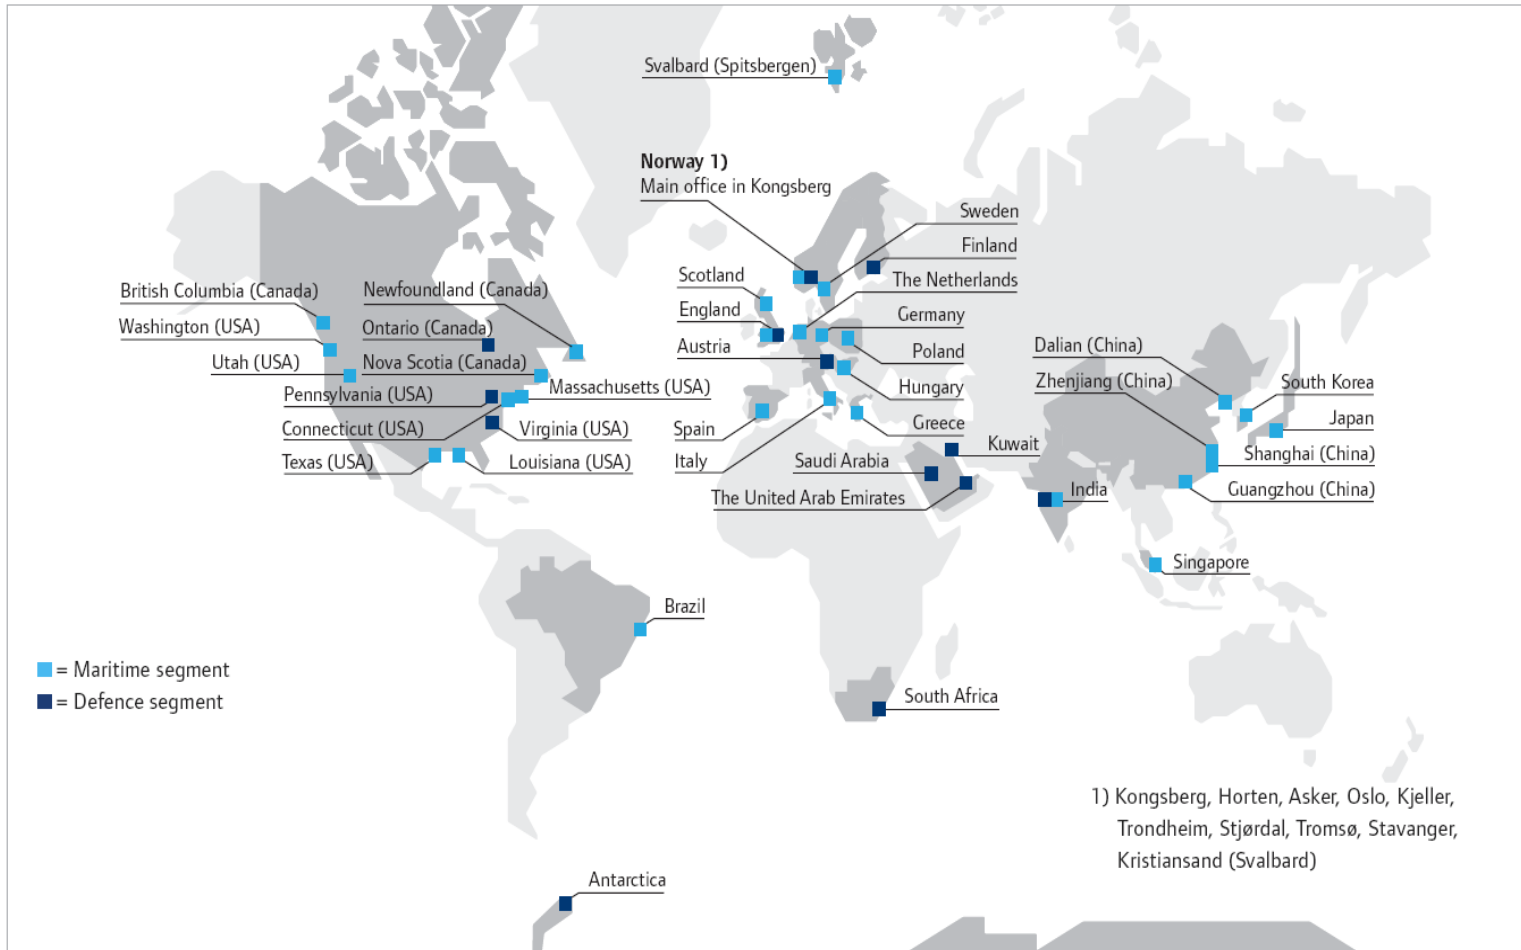 Svalbard (Spitsbergen)
Norway 1)
Main office in Kongsberg
Sweden
Finland
Scotland
The Netherlands
England
Germany
Austria
Poland
Hungary
Spain
Greece
Italy
Kuwait
Saudi Arabia
The United Arab Emirates
British Columbia (Canada)
Newfoundland (Canada)
Washington (USA)
Ontario (Canada)
Utah (USA)
Nova Scotia (Canada)
Pennsylvania (USA)
Massachusetts (USA)
Connecticut (USA)
Virginia (USA)
Texas (USA)
Louisiana (USA)
Dalian (China)
Zhenjiang (China)
South Korea
Japan
Shanghai (China)
India
Guangzhou (China)
Singapore
Brazil
South Africa
= Maritime segment
= Defence segment
1) Kongsberg, Horten, Asker, Oslo, Kjeller,
Trondheim, Stjørdal, Tromsø, Stavanger,
Kristiansand (Svalbard)
Antarctica